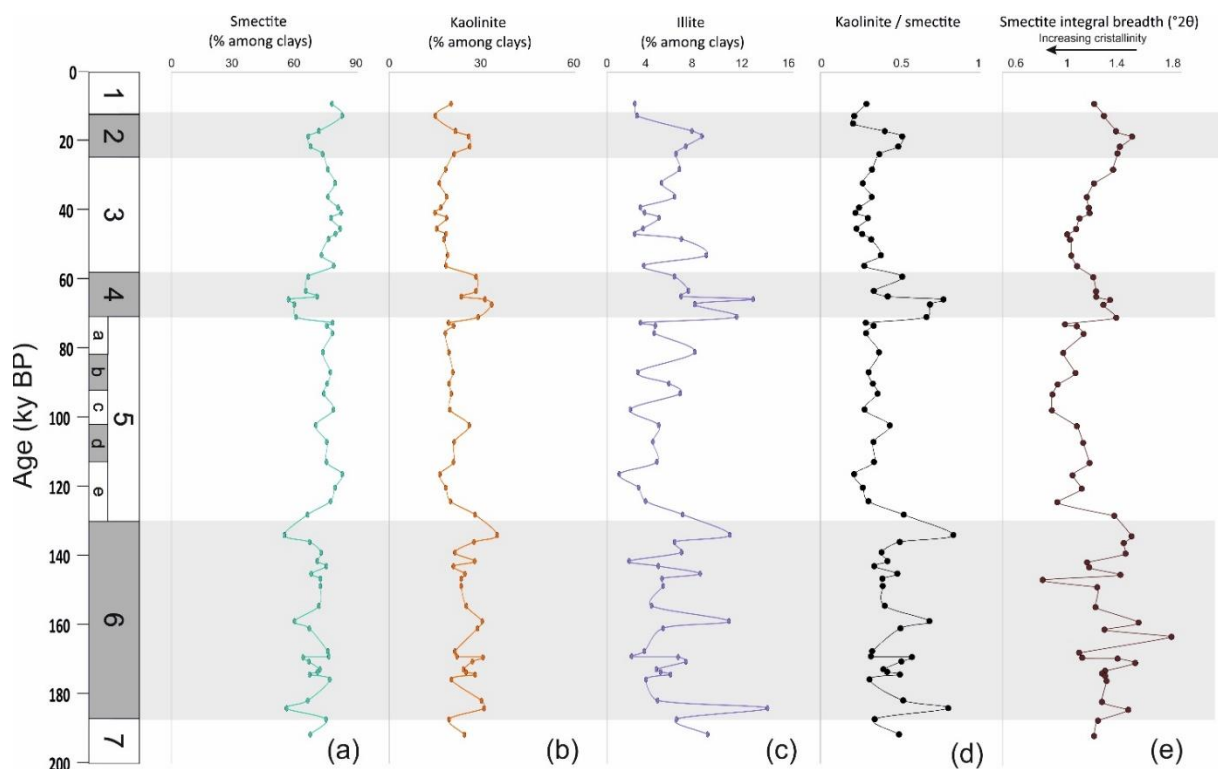 Smectite
(% among clays)
Kaolinite
(% among clays)
Illite
(% among clays)
Kaolinite / smectite
Smectite integral breadth (°2θ)
Increasing cristallinity
0 30 60 90
0 30 60
0 4 8 12 16
0 0.5 1
0.6 1 1.4 1.8
Age (ky BP)
0
20
40
60
80
100
120
140
160
180
200
1
2
3
4
5
a
b
c
d
e
6
7
(a)
(b)
(c)
(d)
(e)